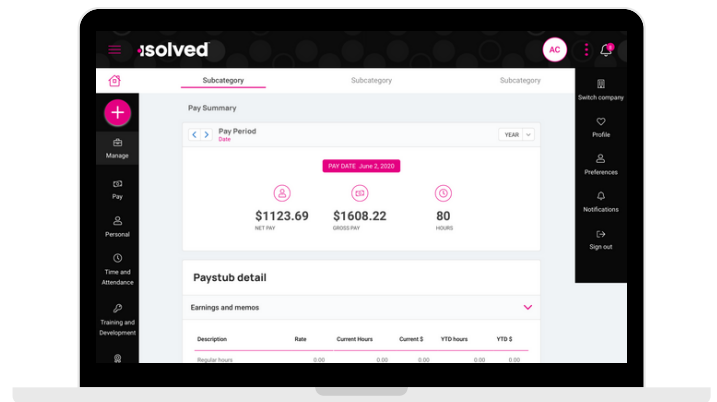 isolved
AC
Subcategory
Subcategory
Subcategory
Switch company
Profile
Preferences
Notifications
Sign out
Manage
Pay
Personal
Time and
Attendance
Training and
Development
Pay Summary
Pay Period
Date
YEAR
PAY DATE June 2, 2020
$1123.69
$1608.22
80
NET PAY
GROSS PAY
HOURS
Paystub detail
Earnings and memos
Description Rate Current Hours Current $ YTD hours YTD $
Regular hours 0.00 0.00 0.00 0.00 0.00